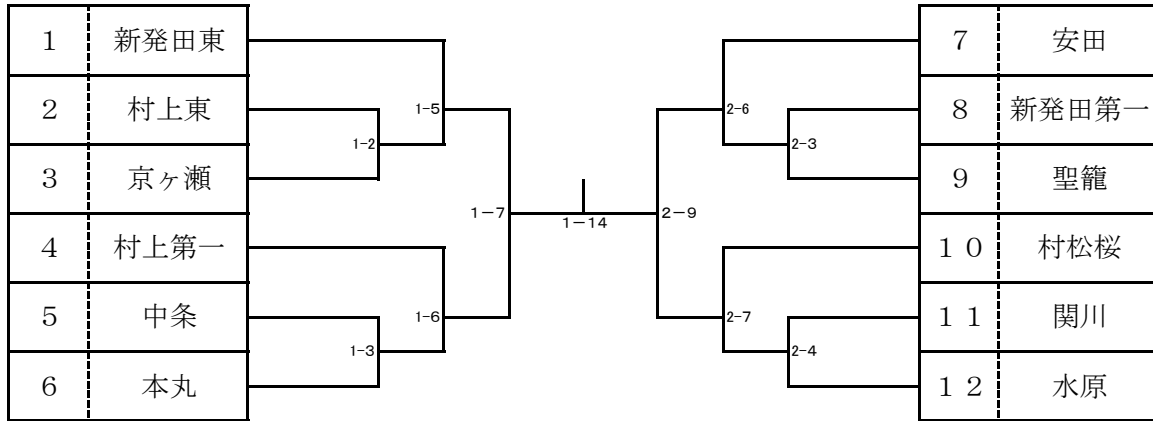 1 新発田東
2 村上東
3 京ヶ瀬
4 村上第一
5 中条
6 本丸
1-5
1-2
1-7
1-6
1-3
1-14
2-6
2-3
2-9
2-7
2-4
7 安田
8 新発田第一
9 聖籠
10 村松桜
11 関川
12 水原